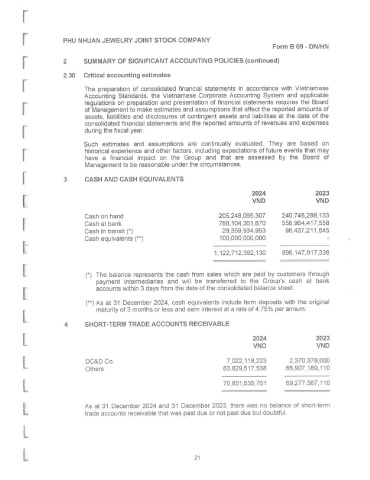 PHU NHUAN JEWELRY JOINT STOCK COMPANY
Form B 09 - DN/HN
2 SUMMARY OF SIGNIFICANT ACCOUNTING POLICIES (continued)
2.30 Critical accounting estimates
The preparation of consolidated financial statements in accordance with Vietnamese
Accounting Standards, the Vietnamese Corporate Accounting System and applicable
regulations on preparation and presentation of financial statements requires the Board
of Management to make estimates and assumptions that affect the reported amounts of
assets, liabilities and disclosures of contingent assets and liabilities at the date of the
consolidated financial statements and the reported amounts of revenues and expenses
during the fiscal year.
Such estimates and assumptions are continually evaluated. They are based on
historical experience and other factors, including expectations of future events that may
have a financial impact on the Group and that are assessed by the Board of
Management to be reasonable under the circumstances.
3 CASH AND CASH EQUIVALENTS
2024 2023
VND VND
Cash on hand 205,248,095,307 240,746,288,133
Cash at bank 788,104,361,870 558,964,417,558
Cash in transit (*) 29,359,934,953 96,437,211,645
Cash equivalents (**) 100,000,000,000 -
1,122,712,392,130 896,147,917,336
(*) The balance represents the cash from sales which are paid by customers through
payment intermediaries and will be transferred to the Group's cash at bank
accounts within 3 days from the date of the consolidated balance sheet.
(**) As at 31 December 2024, cash equivalents include term deposits with the original
maturity of 3 months or less and earn interest at a rate of 4.75% per annum.
4 SHORT-TERM TRADE ACCOUNTS RECEIVABLE
2024 2023
VND VND
DC&D Co. 7,022,118,223 2,370,378,000
Others 63,829,517,538 66,907,189,110
70,851,635,761 69,277,567,110
As at 31 December 2024 and 31 December 2023, there was no balance of short-term
trade accounts receivable that was past due or not past due but doubtful.
21